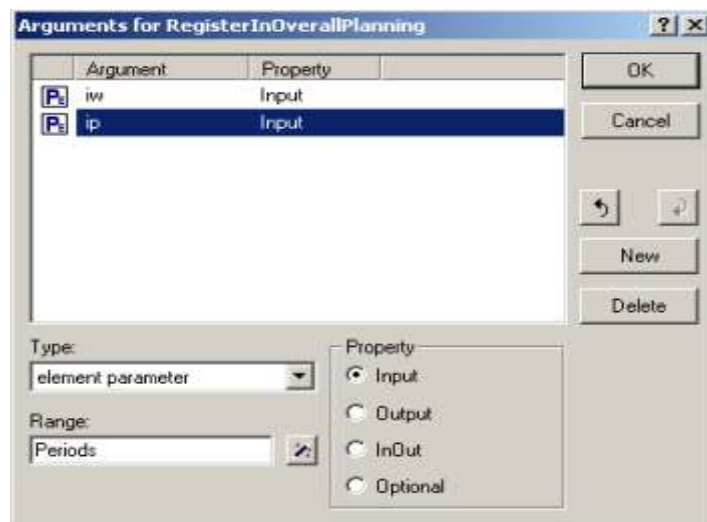 Arguments for RegisterInOverallPlanning
Argument Property
iw Input
ip Input
OK
Cancel
New
Delete
Type:
element parameter
Range:
Periods
Property
Input
Output
InOut
Optional